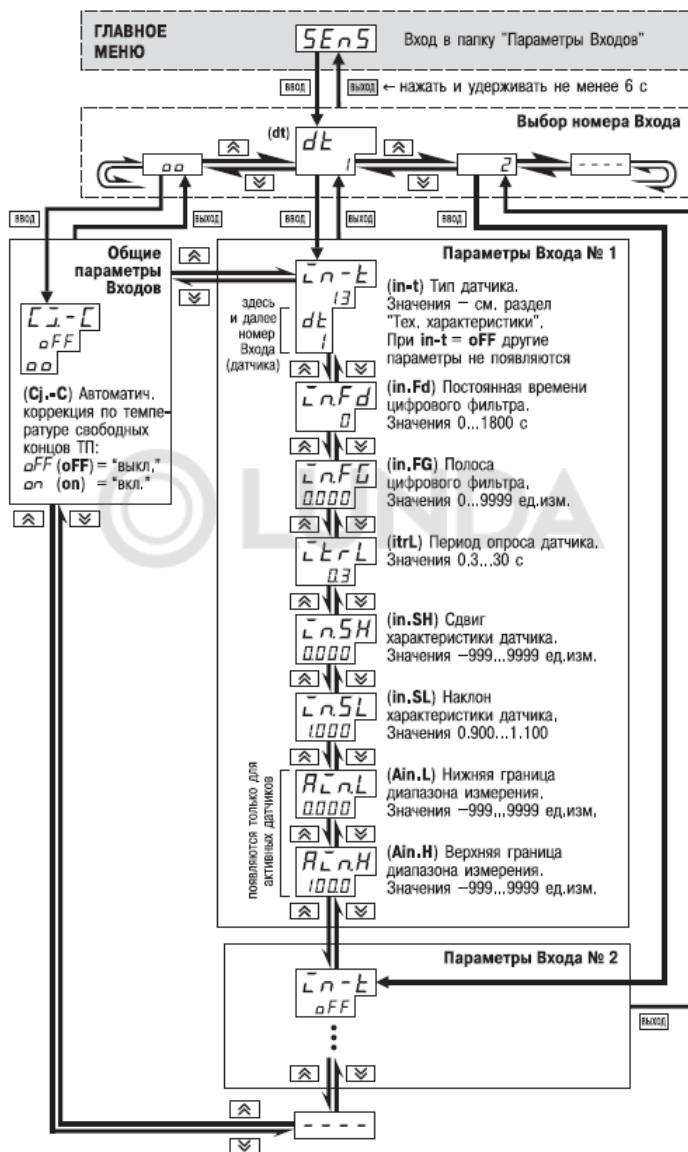 ГЛАВНОЕ
МЕНЮ
SEnS
Вход в папку "Параметры Входов"
ввод
выход ← нажать и удерживать не менее 6 с
Выбор номера Входа
(dt)
dt
1
oo
2
- - - -
ввод
выход
ввод
выход
ввод
Общие
параметры
Входов
CJ.-C
oFF
oo
(Cj.-C) Автоматич.
коррекция по темпе-
ратуре свободных
концов ТП:
oFF (oFF) = "выкл."
on (on) = "вкл."
Параметры Входа № 1
in-t
13
dt
1
здесь
и далее
номер
Входа
(датчика)
(in-t) Тип датчика.
Значения – см. раздел
"Тех. характеристики".
При in-t = oFF другие
параметры не появляются
in.Fd
0
(in.Fd) Постоянная времени
цифрового фильтра.
Значения 0...1800 с
in.FG
0.000
(in.FG) Полоса
цифрового фильтра,
Значения 0...9999 ед.изм.
itrL
0.3
(itrL) Период опроса датчика.
Значения 0.3...30 с
in.SH
0.000
(in.SH) Сдвиг
характеристики датчика.
Значения –999...9999 ед.изм.
in.SL
1.000
(in.SL) Наклон
характеристики датчика,
Значения 0.900...1.100
появляются только для
активных датчиков
Ain.L
0.000
(Ain.L) Нижняя граница
диапазона измерения.
Значения –999...9999 ед.изм.
Ain.H
100.0
(Ain.H) Верхняя граница
диапазона измерения.
Значения –999...9999 ед.изм.
Параметры Входа № 2
in-t
oFF
выход
- - - -
LUNDA